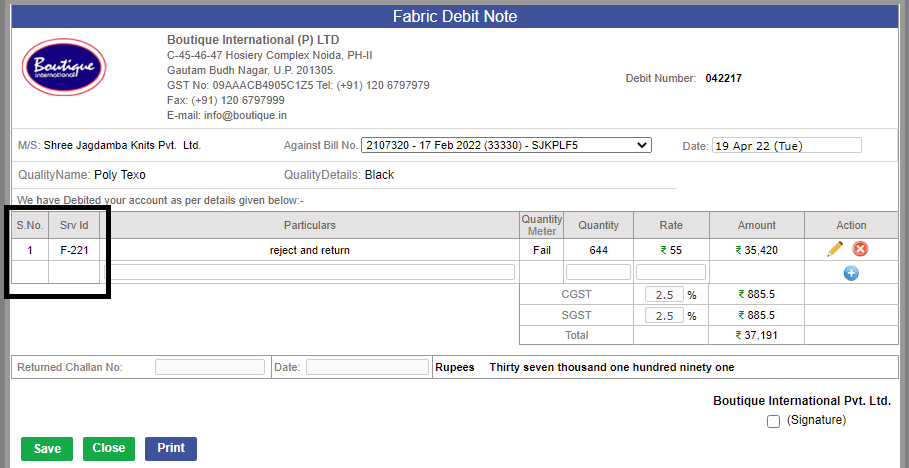 Fabric Debit Note
Boutique
International
Boutique International (P) LTD
C-45-46-47 Hosiery Complex Noida, PH-II
Gautam Budh Nagar, U.P. 201305.
GST No: 09AAACB4905C1Z5 Tel: (+91) 120 6797979
Fax: (+91) 120 6797999
E-mail: info@boutique.in
Debit Number: 042217
M/S: Shree Jagdamba Knits Pvt. Ltd. Against Bill No. 2107320 - 17 Feb 2022 (33330) - SJKPLF5 Date: 19 Apr 22 (Tue)
QualityName: Poly Texo QualityDetails: Black
We have Debited your account as per details given below:-
S.No. Srv Id Particulars Quantity Meter Quantity Rate Amount Action
1 F-221 reject and return Fail 644 ₹ 55 ₹ 35,420
CGST 2.5 % ₹ 885.5
SGST 2.5 % ₹ 885.5
Total ₹ 37,191
Returned Challan No: Date: Rupees Thirty seven thousand one hundred ninety one
Boutique International Pvt. Ltd.
(Signature)
Save Close Print